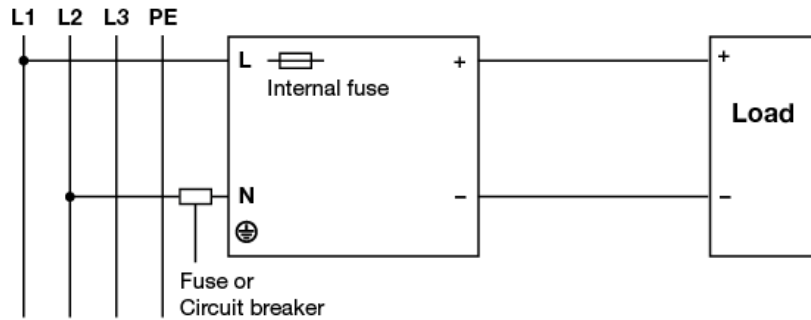 L1 L2 L3 PE
L
Internal fuse
+
+
Load
N
–
–
Fuse or
Circuit breaker